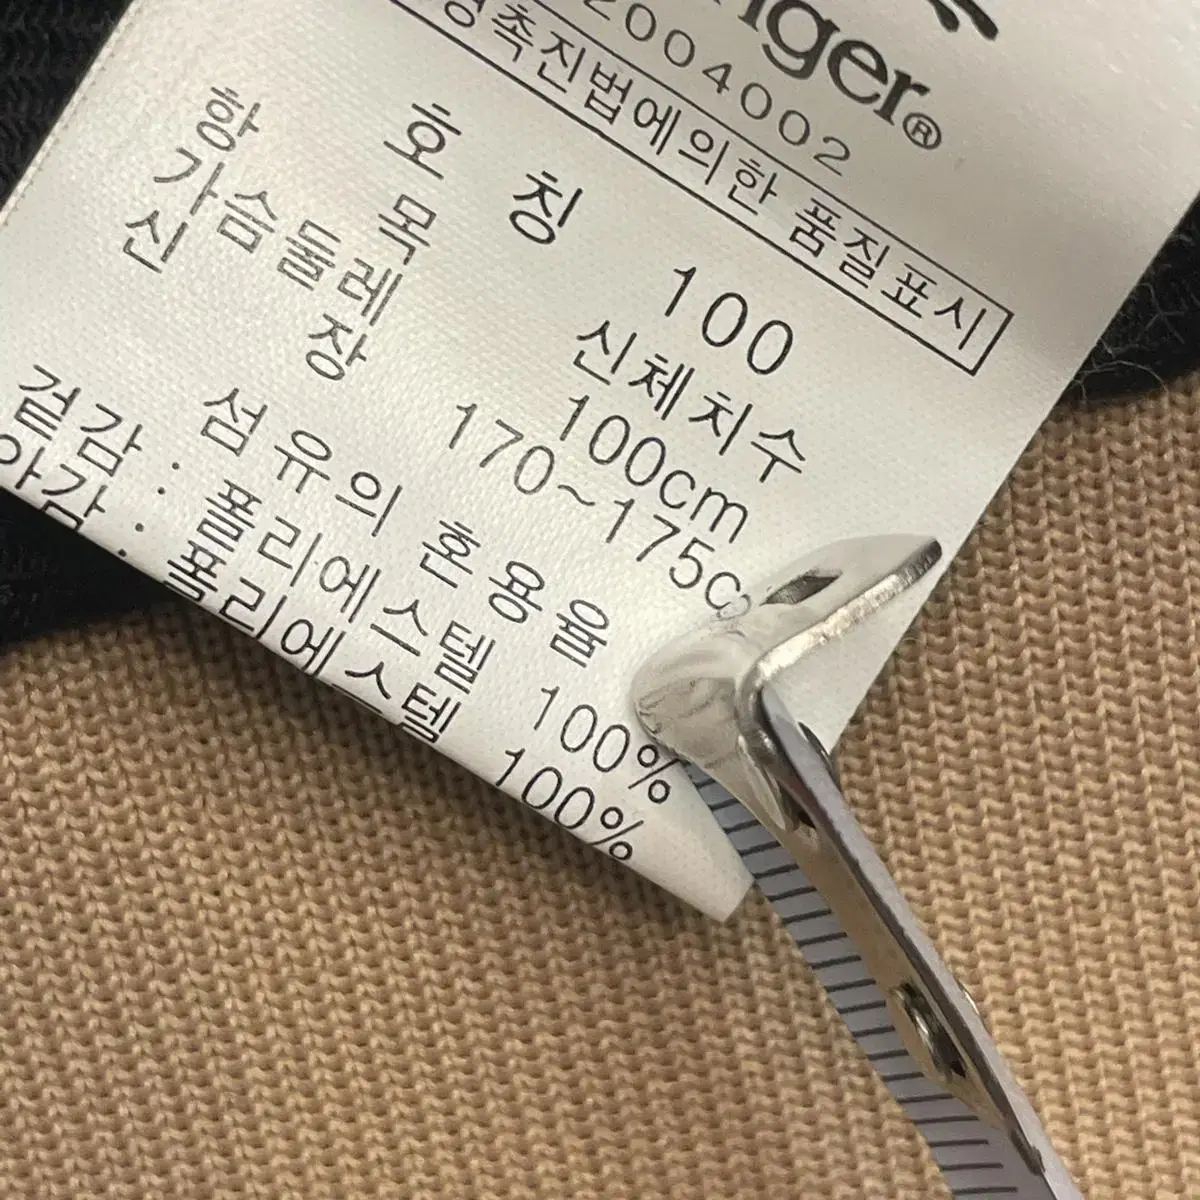 nger®
2004002
촉진법에의한 품질표시
호 칭 100
항 목 신체치수
가슴둘레 100cm
신 장 170~175c
섬유의 혼용율
겉감 : 폴리에스텔 100%
안감 : 폴리에스텔 100%